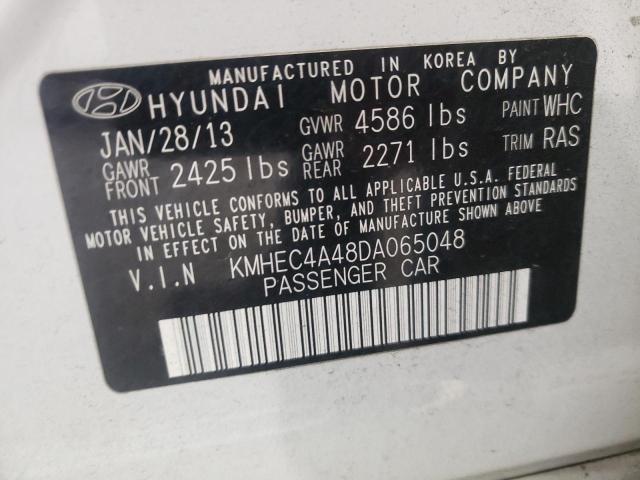 MANUFACTURED IN KOREA BY
HYUNDAI MOTOR COMPANY
JAN/28/13 GVWR 4586 lbs PAINT WHC
GAWR FRONT 2425 lbs GAWR REAR 2271 lbs TRIM RAS
THIS VEHICLE CONFORMS TO ALL APPLICABLE U.S.A. FEDERAL
MOTOR VEHICLE SAFETY, BUMPER, AND THEFT PREVENTION STANDARDS
IN EFFECT ON THE DATE OF MANUFACTURE SHOWN ABOVE
V.I.N KMHEC4A48DA065048
PASSENGER CAR